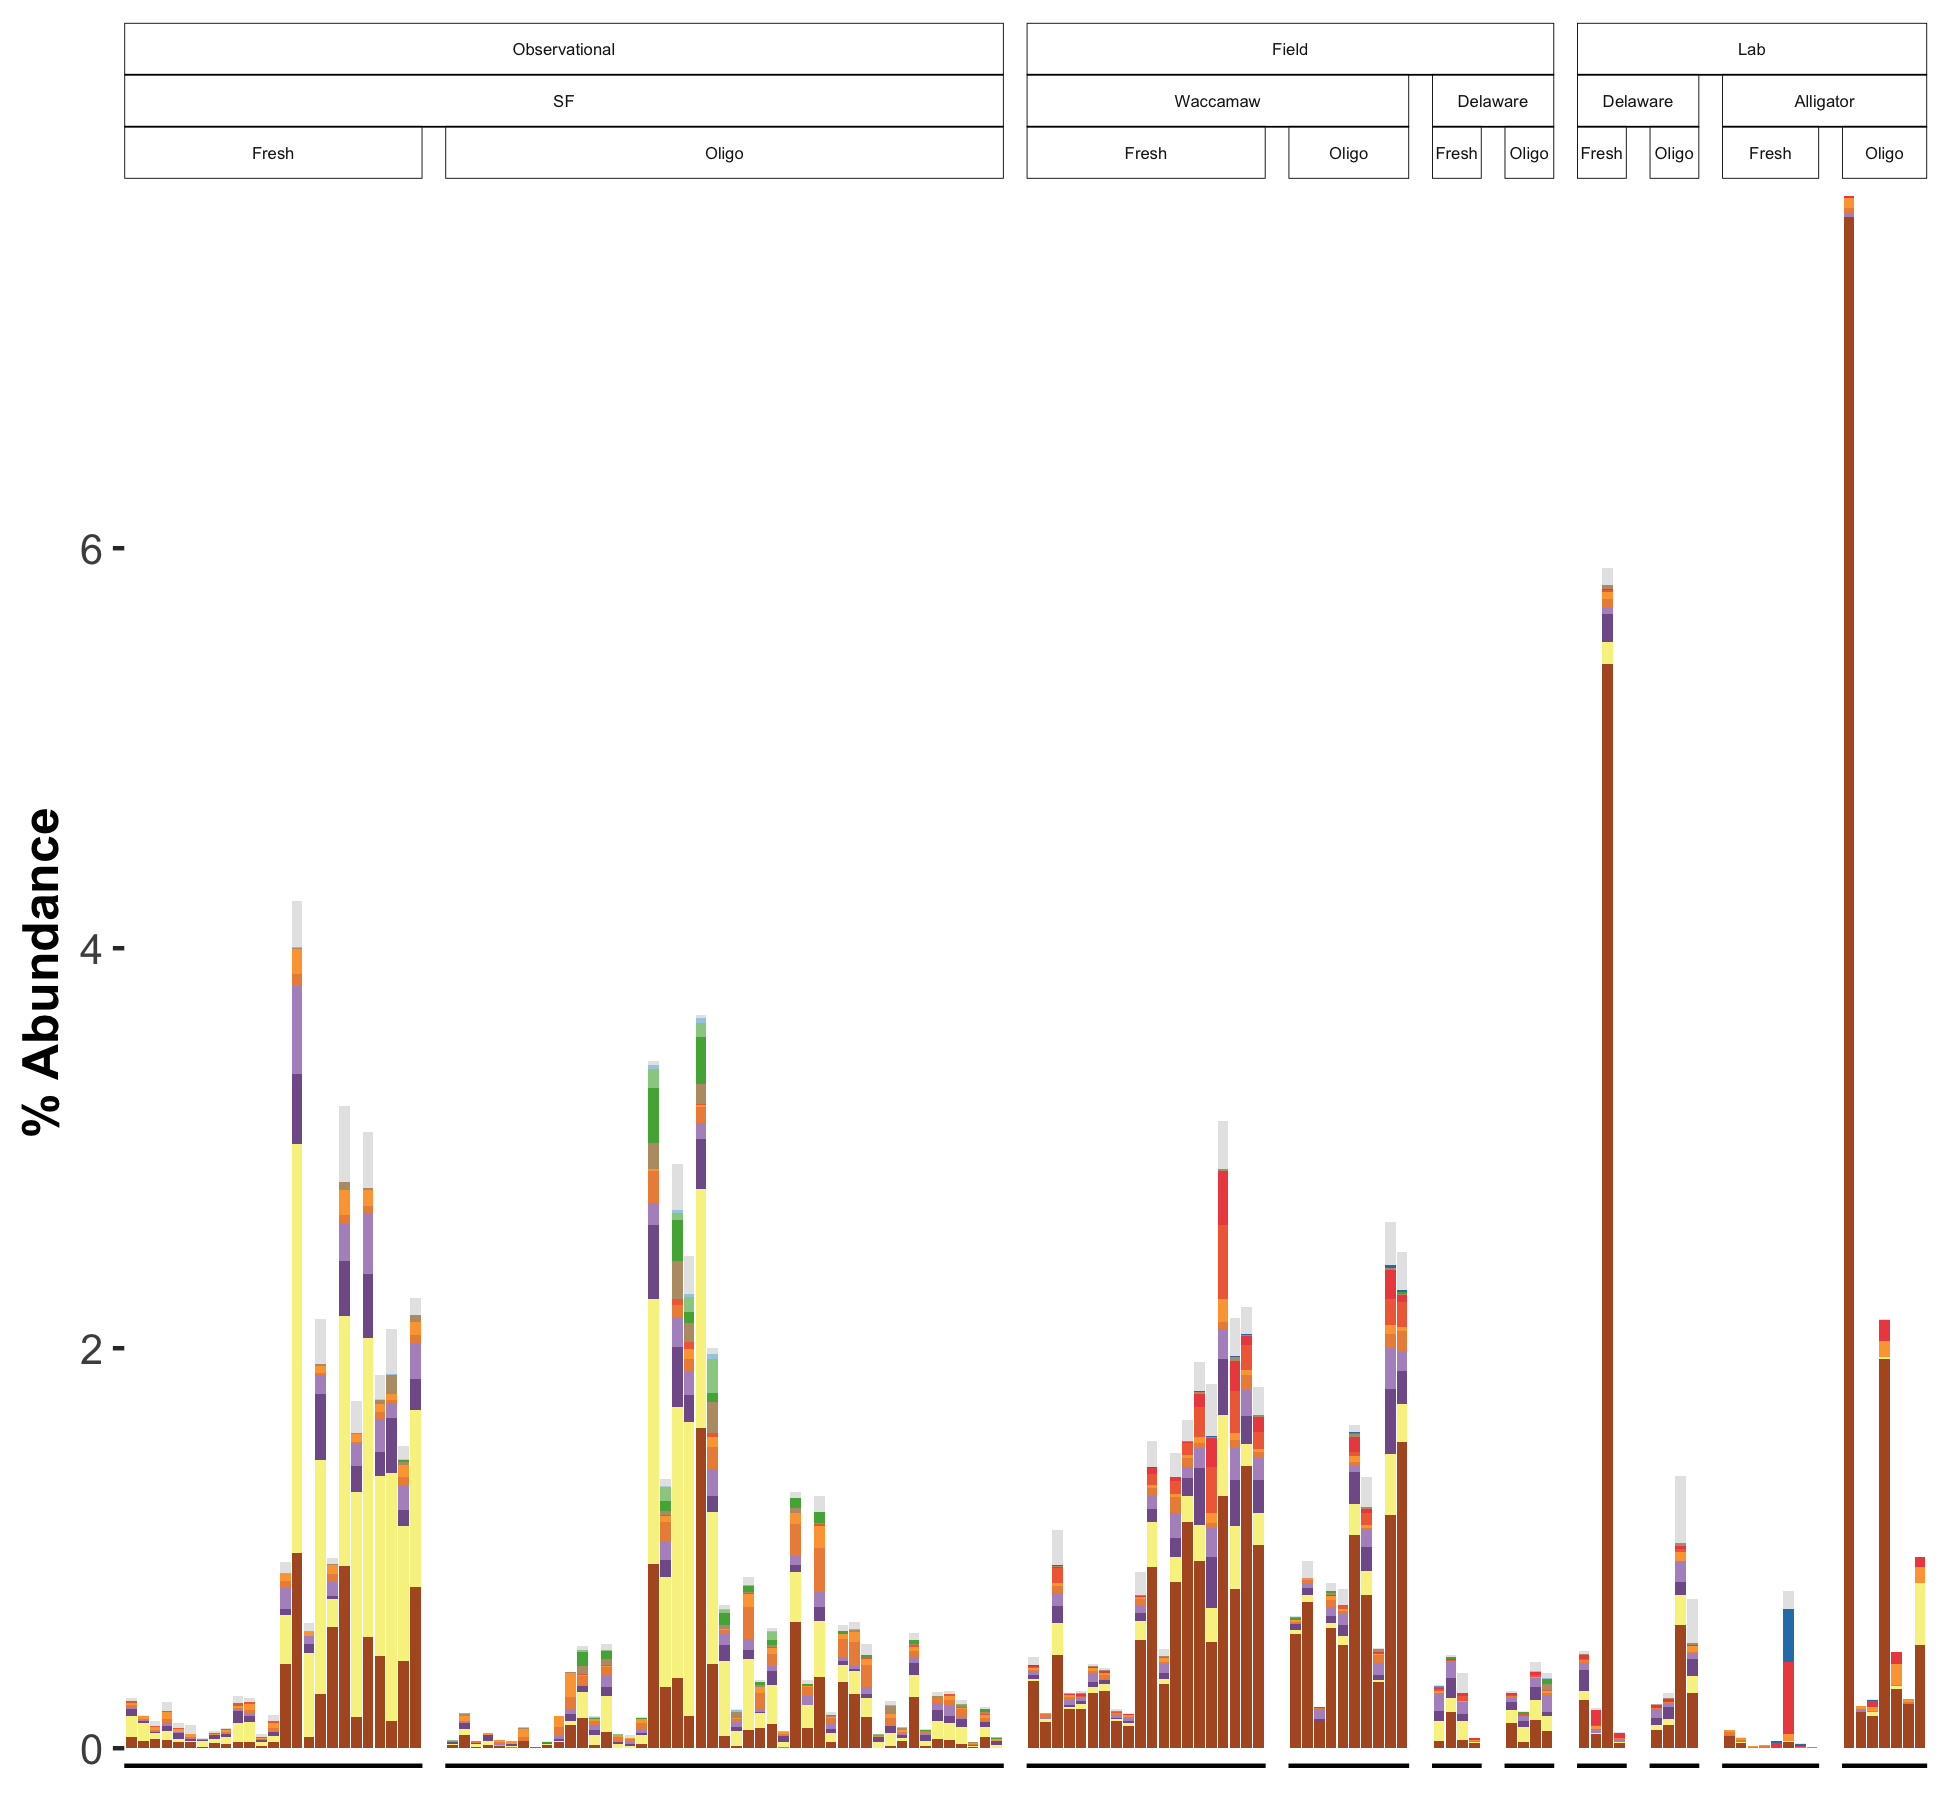 Observational Field Lab
SF Waccamaw Delaware Delaware Alligator
Fresh Oligo Fresh Oligo Fresh Oligo Fresh Oligo Fresh Oligo
% Abundance
6
4
2
0